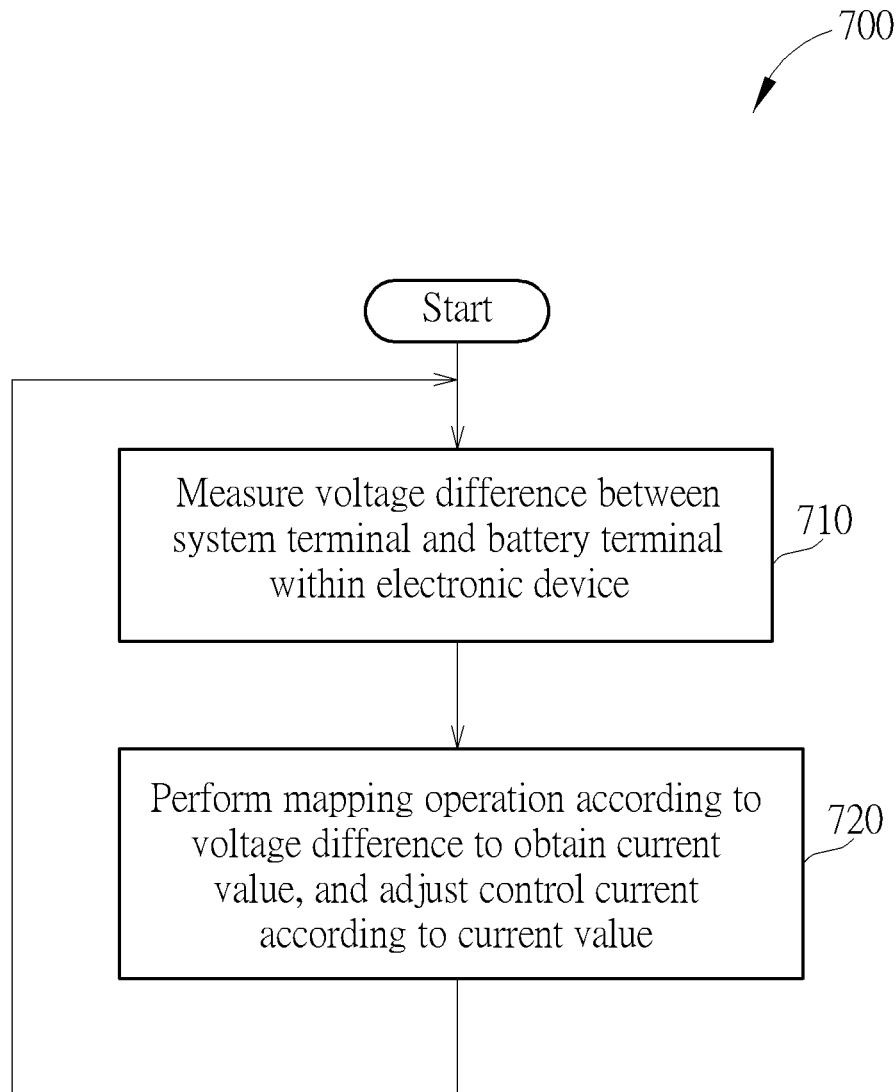 700
Start
Measure voltage difference between
system terminal and battery terminal
within electronic device
710
Perform mapping operation according to
voltage difference to obtain current
value, and adjust control current
according to current value
720